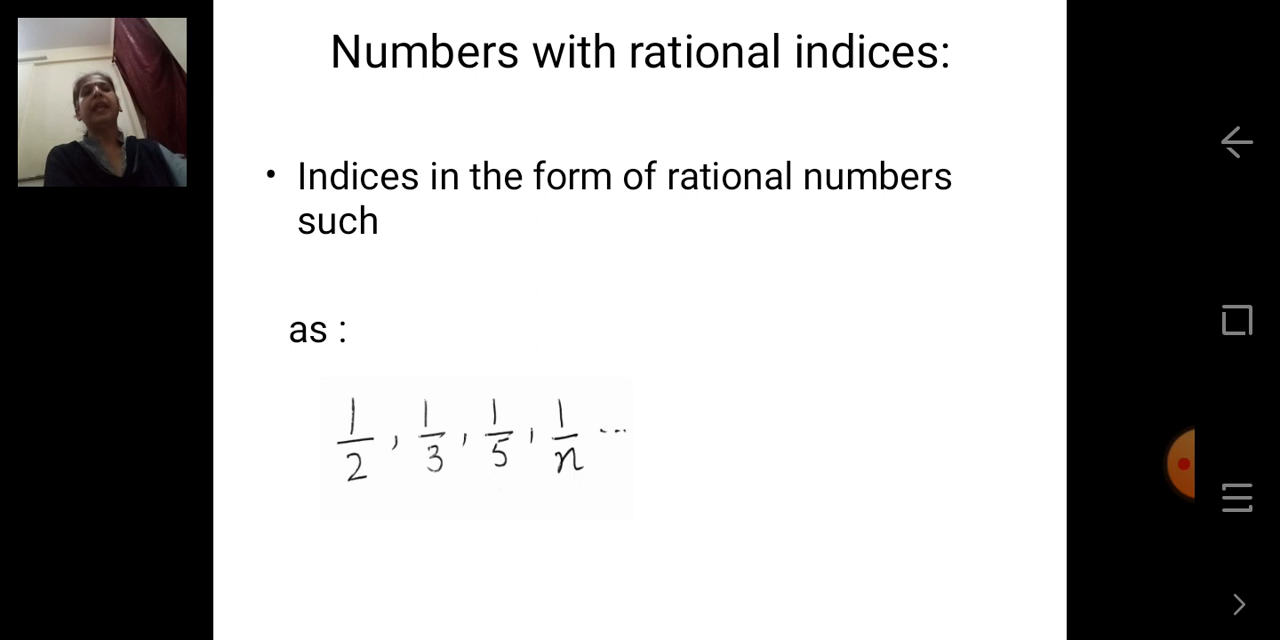 Numbers with rational indices:
• Indices in the form of rational numbers
such
as :
1/2 , 1/3 , 1/5 , 1/n ...